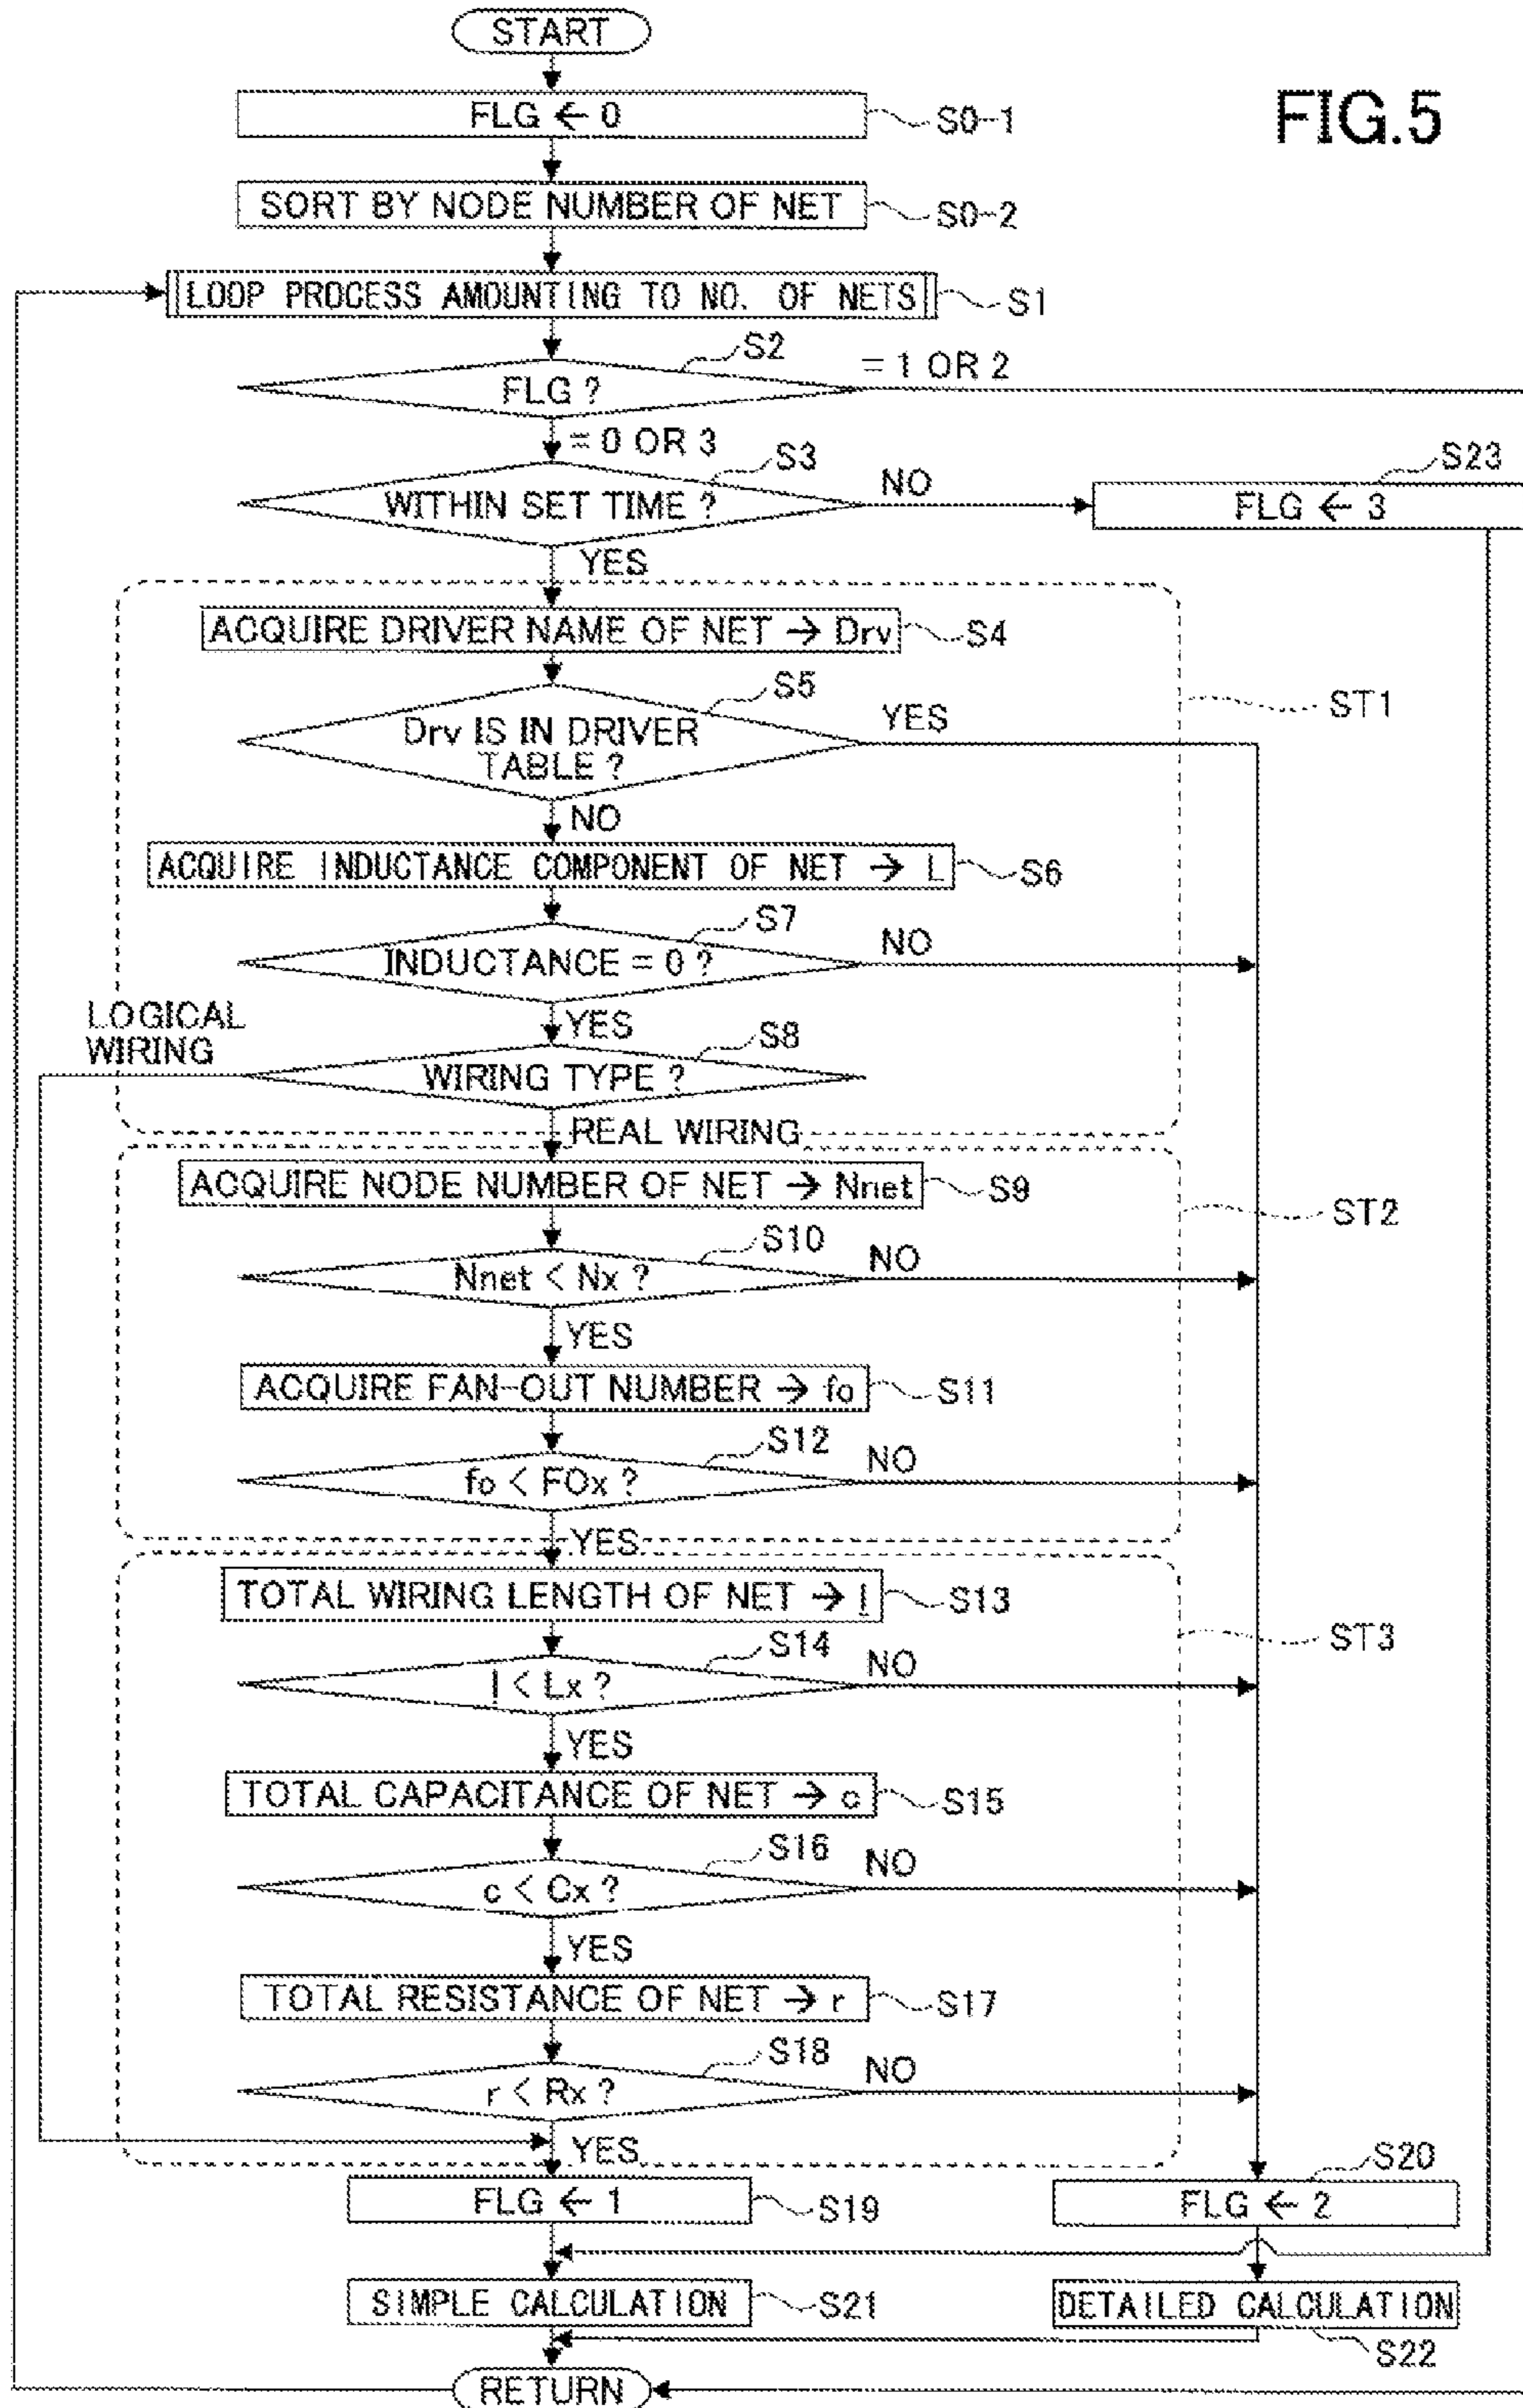 START
FIG.5
FLG ← 0
S0-1
SORT BY NODE NUMBER OF NET
S0-2
LOOP PROCESS AMOUNTING TO NO. OF NETS
S1
S2
= 1 OR 2
FLG ?
= 0 OR 3
S3
S23
WITHIN SET TIME ?
NO
FLG ← 3
YES
ACQUIRE DRIVER NAME OF NET → Drv
S4
S5
ST1
Drv IS IN DRIVER
TABLE ?
YES
NO
ACQUIRE INDUCTANCE COMPONENT OF NET → L
S6
S7
INDUCTANCE = 0 ?
NO
LOGICAL
WIRING
YES
S8
WIRING TYPE ?
REAL WIRING
ACQUIRE NODE NUMBER OF NET → Nnet
S9
ST2
S10
Nnet < Nx ?
NO
YES
ACQUIRE FAN-OUT NUMBER → fo
S11
S12
fo < FOx ?
NO
YES
TOTAL WIRING LENGTH OF NET → l
S13
ST3
S14
l < Lx ?
NO
YES
TOTAL CAPACITANCE OF NET → c
S15
S16
c < Cx ?
NO
YES
TOTAL RESISTANCE OF NET → r
S17
S18
r < Rx ?
NO
YES
S20
FLG ← 1
S19
FLG ← 2
SIMPLE CALCULATION
S21
DETAILED CALCULATION
S22
RETURN